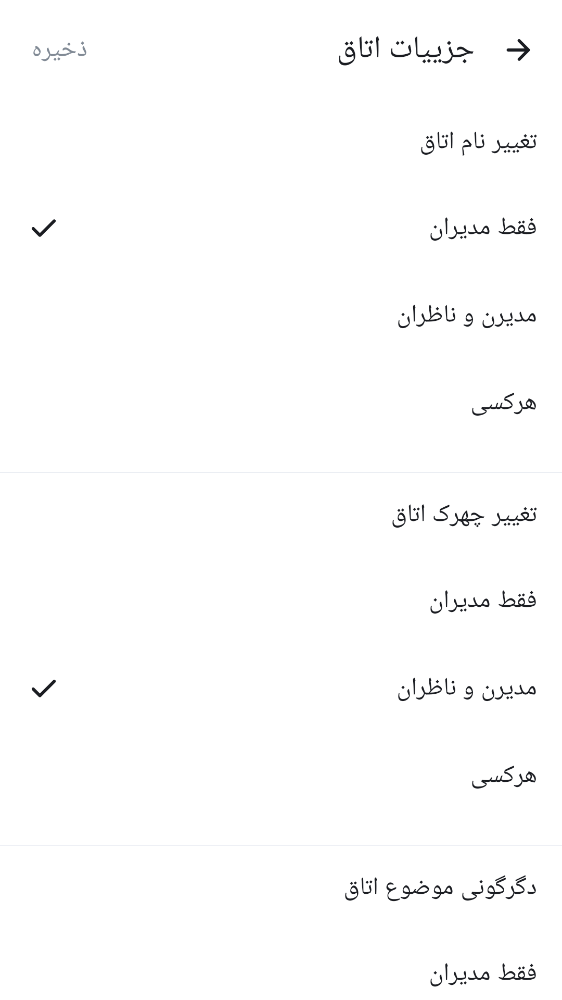 جزییات اتاق ذخیره
تغییر نام اتاق
فقط مدیران
مدیرن و ناظران
هرکسی
تغییر چهرک اتاق
فقط مدیران
مدیرن و ناظران
هرکسی
دگرگونی موضوع اتاق
فقط مدیران